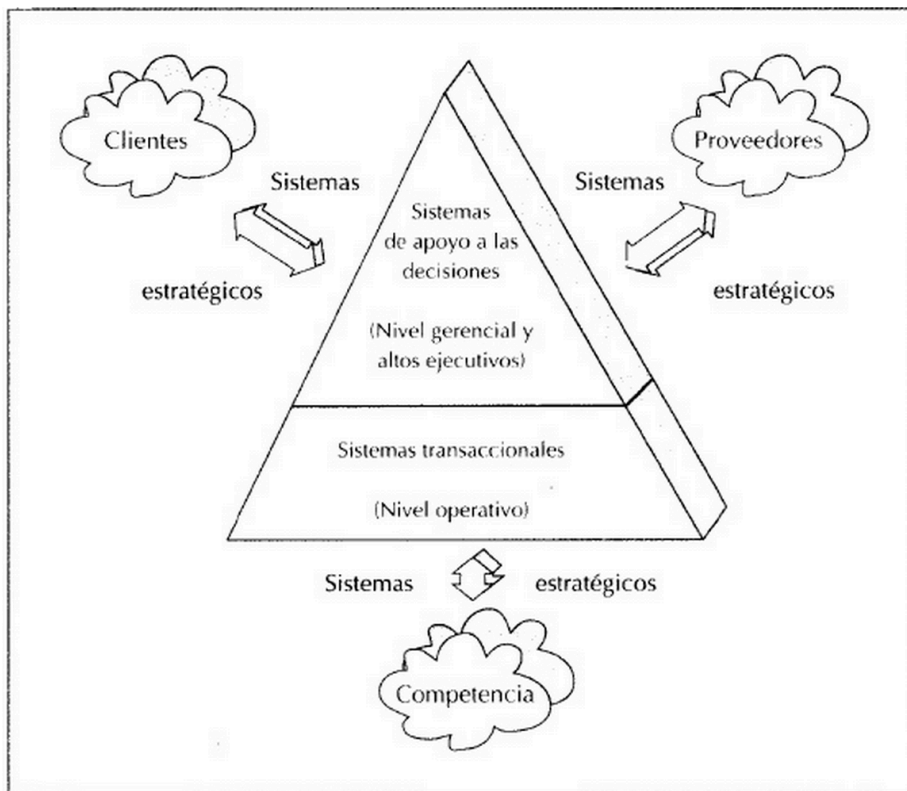 Clientes
Proveedores
Sistemas
Sistemas
Sistemas
de apoyo a las
decisiones
estratégicos
estratégicos
(Nivel gerencial y
altos ejecutivos)
Sistemas transaccionales
(Nivel operativo)
Sistemas
estratégicos
Competencia